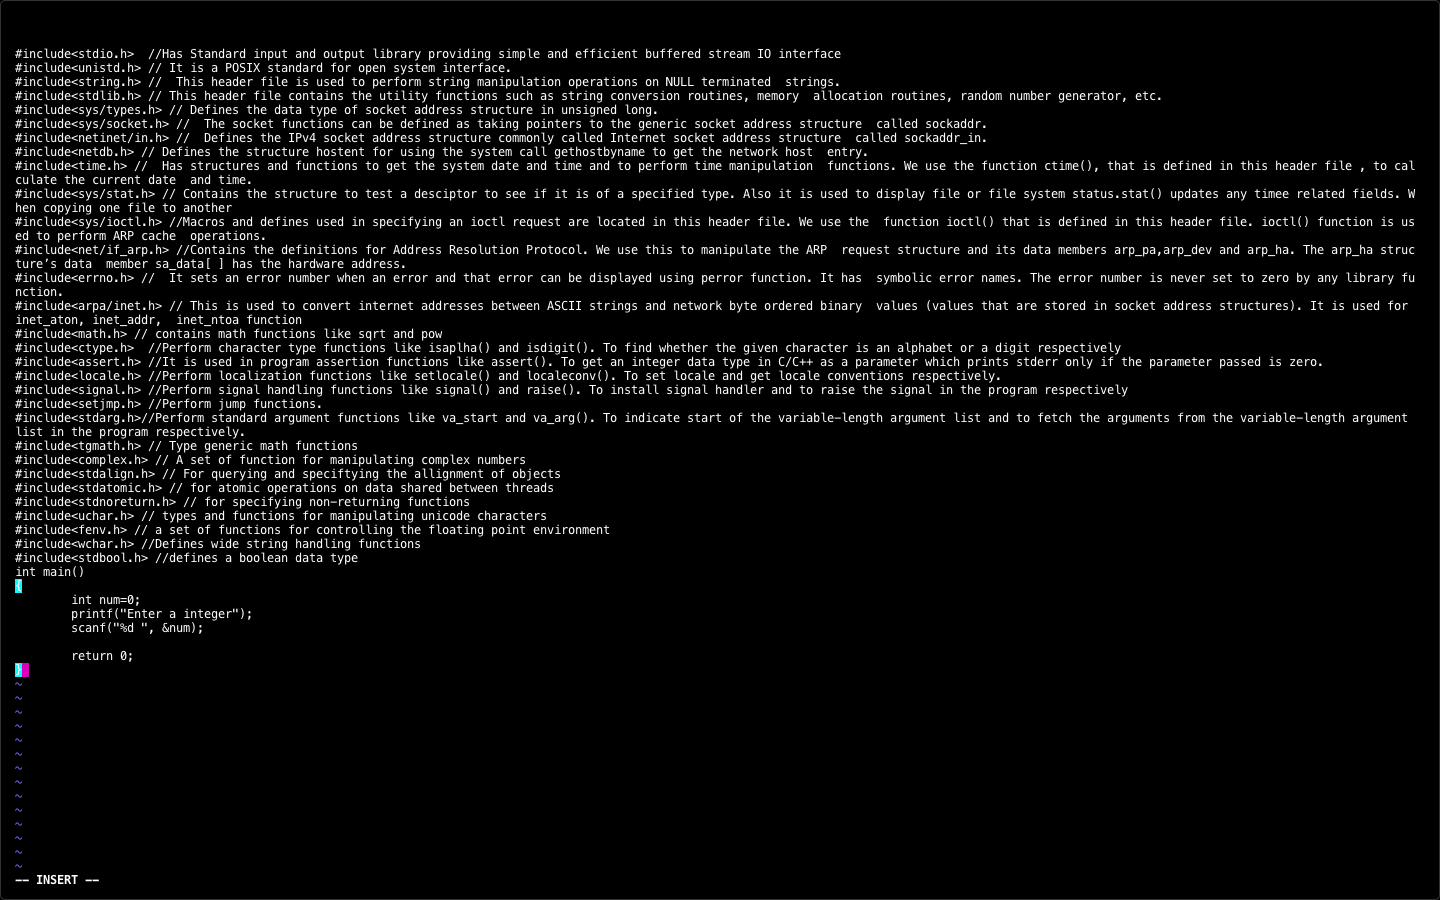 #include<stdio.h>  //Has Standard input and output library providing simple and efficient buffered stream IO interface
#include<unistd.h> // It is a POSIX standard for open system interface.
#include<string.h> //  This header file is used to perform string manipulation operations on NULL terminated  strings.
#include<stdlib.h> // This header file contains the utility functions such as string conversion routines, memory  allocation routines, random number generator, etc.
#include<sys/types.h> // Defines the data type of socket address structure in unsigned long.
#include<sys/socket.h> //  The socket functions can be defined as taking pointers to the generic socket address structure  called sockaddr.
#include<netinet/in.h> //  Defines the IPv4 socket address structure commonly called Internet socket address structure  called sockaddr_in.
#include<netdb.h> // Defines the structure hostent for using the system call gethostbyname to get the network host  entry.
#include<time.h> //  Has structures and functions to get the system date and time and to perform time manipulation  functions. We use the function ctime(), that is defined in this header file , to cal
culate the current date  and time.
#include<sys/stat.h> // Contains the structure to test a desciptor to see if it is of a specified type. Also it is used to display file or file system status.stat() updates any timee related fields. W
hen copying one file to another
#include<sys/ioctl.h> //Macros and defines used in specifying an ioctl request are located in this header file. We use the  function ioctl() that is defined in this header file. ioctl() function is us
ed to perform ARP cache  operations.
#include<net/if_arp.h> //Contains the definitions for Address Resolution Protocol. We use this to manipulate the ARP  request structure and its data members arp_pa,arp_dev and arp_ha. The arp_ha struc
ture’s data  member sa_data[ ] has the hardware address.
#include<errno.h> //  It sets an error number when an error and that error can be displayed using perror function. It has  symbolic error names. The error number is never set to zero by any library fu
nction.
#include<arpa/inet.h> // This is used to convert internet addresses between ASCII strings and network byte ordered binary  values (values that are stored in socket address structures). It is used for
inet_aton, inet_addr,  inet_ntoa function
#include<math.h> // contains math functions like sqrt and pow
#include<ctype.h>  //Perform character type functions like isaplha() and isdigit(). To find whether the given character is an alphabet or a digit respectively
#include<assert.h> //It is used in program assertion functions like assert(). To get an integer data type in C/C++ as a parameter which prints stderr only if the parameter passed is zero.
#include<locale.h> //Perform localization functions like setlocale() and localeconv(). To set locale and get locale conventions respectively.
#include<signal.h> //Perform signal handling functions like signal() and raise(). To install signal handler and to raise the signal in the program respectively
#include<setjmp.h> //Perform jump functions.
#include<stdarg.h>//Perform standard argument functions like va_start and va_arg(). To indicate start of the variable-length argument list and to fetch the arguments from the variable-length argument
list in the program respectively.
#include<tgmath.h> // Type generic math functions
#include<complex.h> // A set of function for manipulating complex numbers
#include<stdalign.h> // For querying and speciftying the allignment of objects
#include<stdatomic.h> // for atomic operations on data shared between threads
#include<stdnoreturn.h> // for specifying non-returning functions
#include<uchar.h> // types and functions for manipulating unicode characters
#include<fenv.h> // a set of functions for controlling the floating point environment
#include<wchar.h> //Defines wide string handling functions
#include<stdbool.h> //defines a boolean data type
int main()
{
        int num=0;
        printf("Enter a integer");
        scanf("%d ", &num);
        return 0;
}
~
~
~
~
~
~
~
~
~
~
~
~
~
~
-- INSERT --